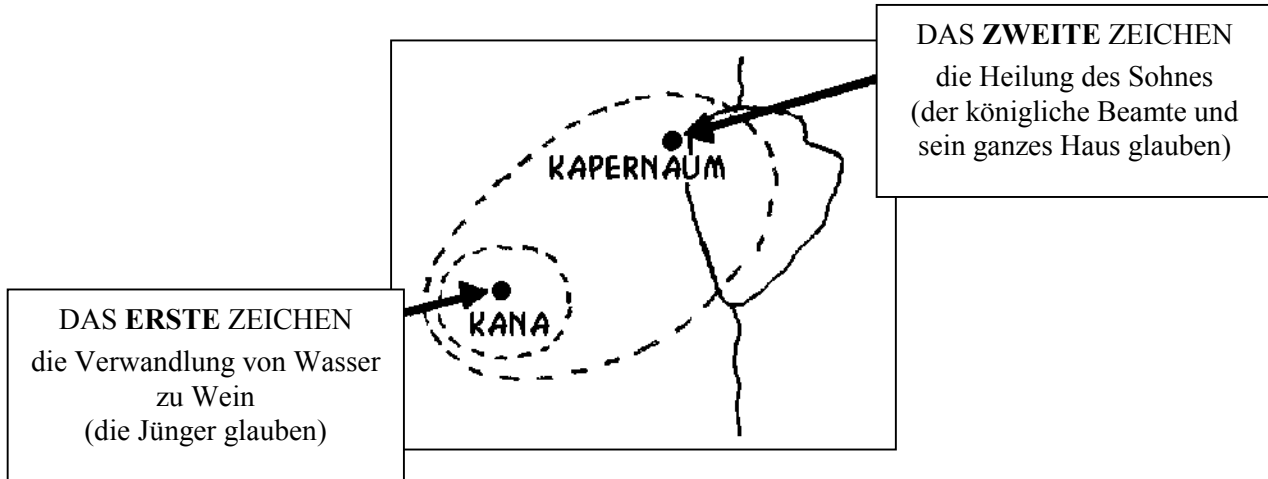 DAS ZWEITE ZEICHEN
die Heilung des Sohnes
(der königliche Beamte und
sein ganzes Haus glauben)
KAPERNAUM
KANA
DAS ERSTE ZEICHEN
die Verwandlung von Wasser
zu Wein
(die Jünger glauben)